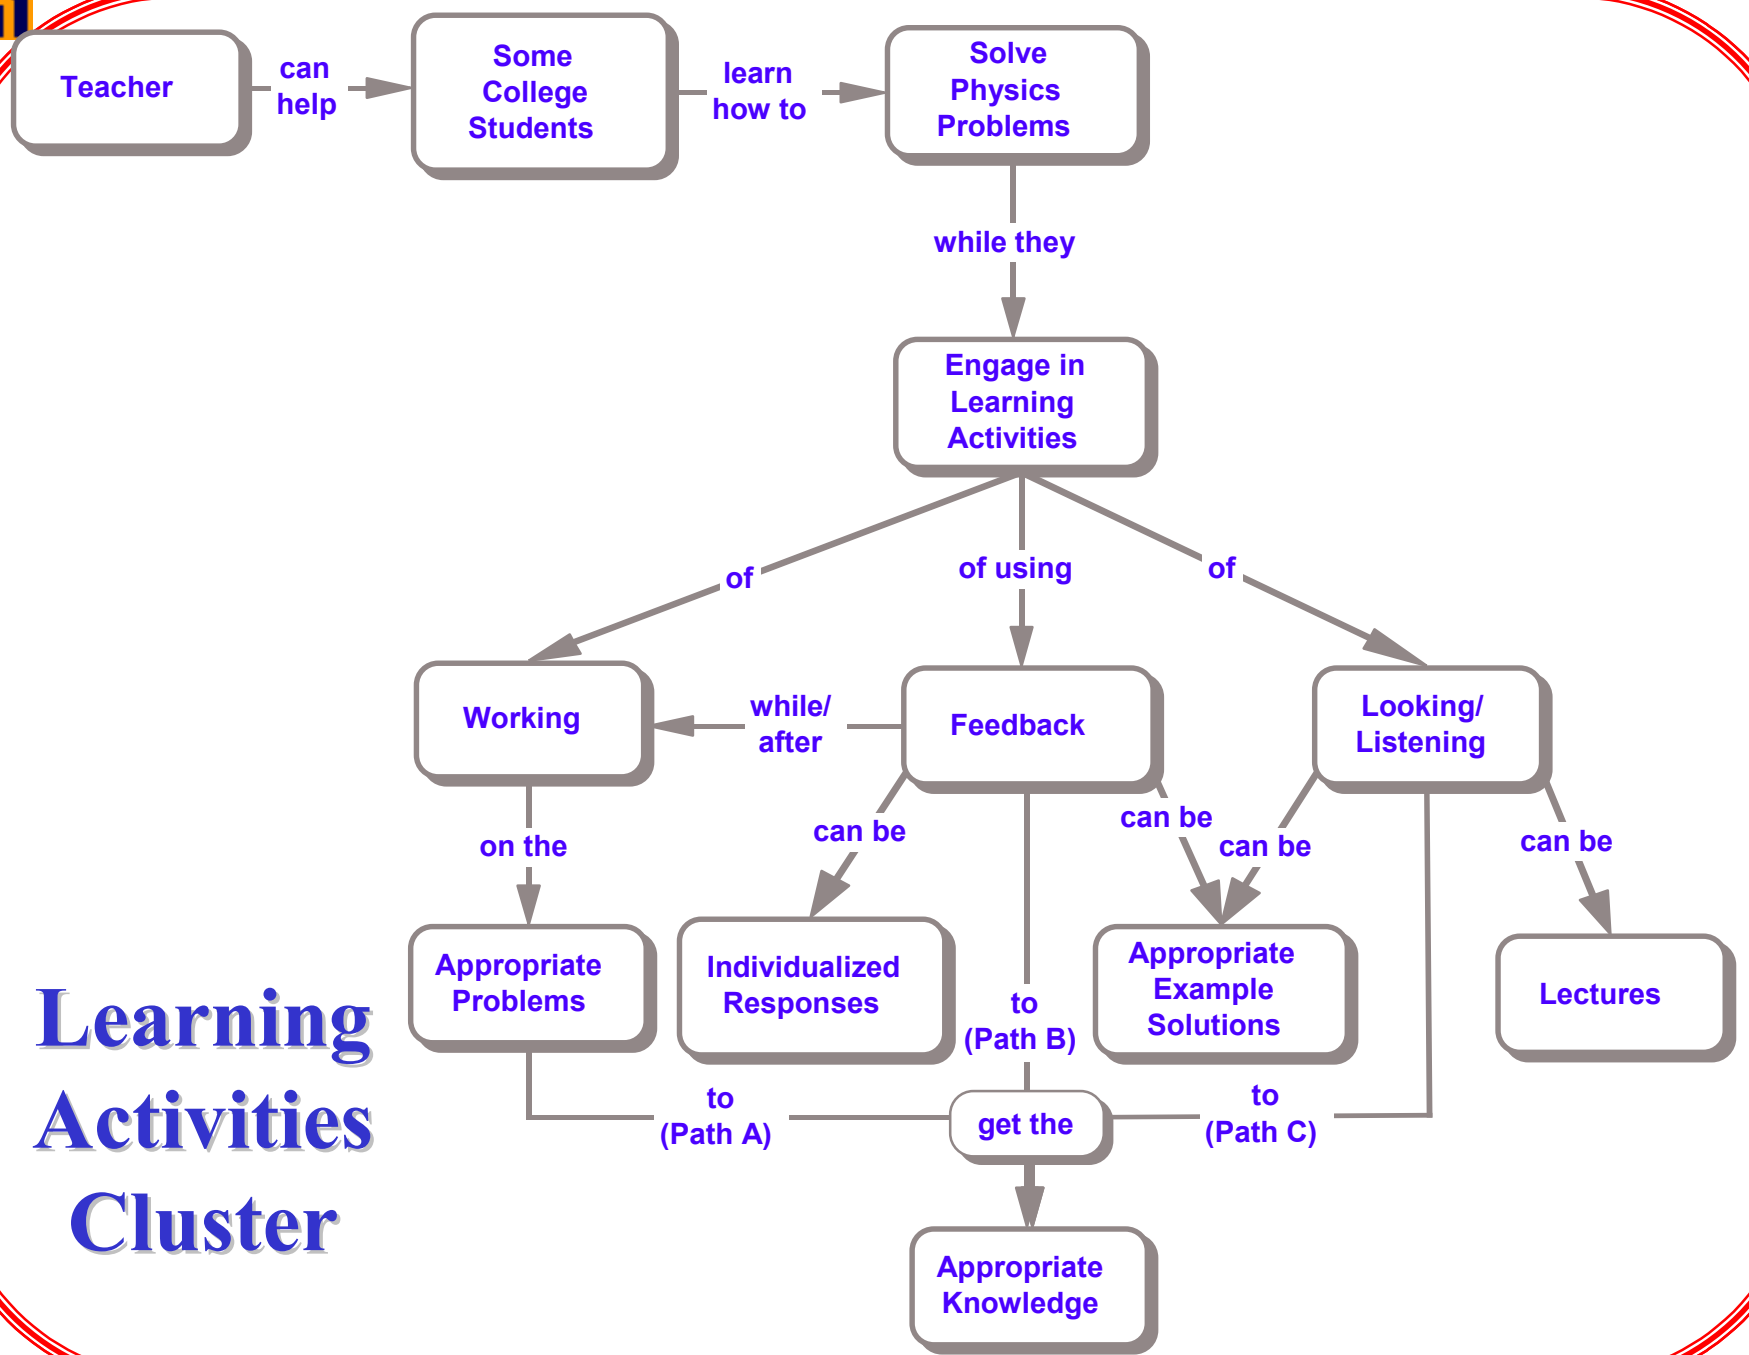 Teacher
can
help
Some
College
Students
learn
how to
Solve
Physics
Problems
while they
Engage in
Learning
Activities
of
of using
of
Working
while/
after
Feedback
Looking/
Listening
on the
can be
can be
can be
can be
Appropriate
Problems
Individualized
Responses
to
(Path B)
Appropriate
Example
Solutions
Lectures
to
(Path A)
get the
to
(Path C)
Appropriate
Knowledge
Learning
Activities
Cluster